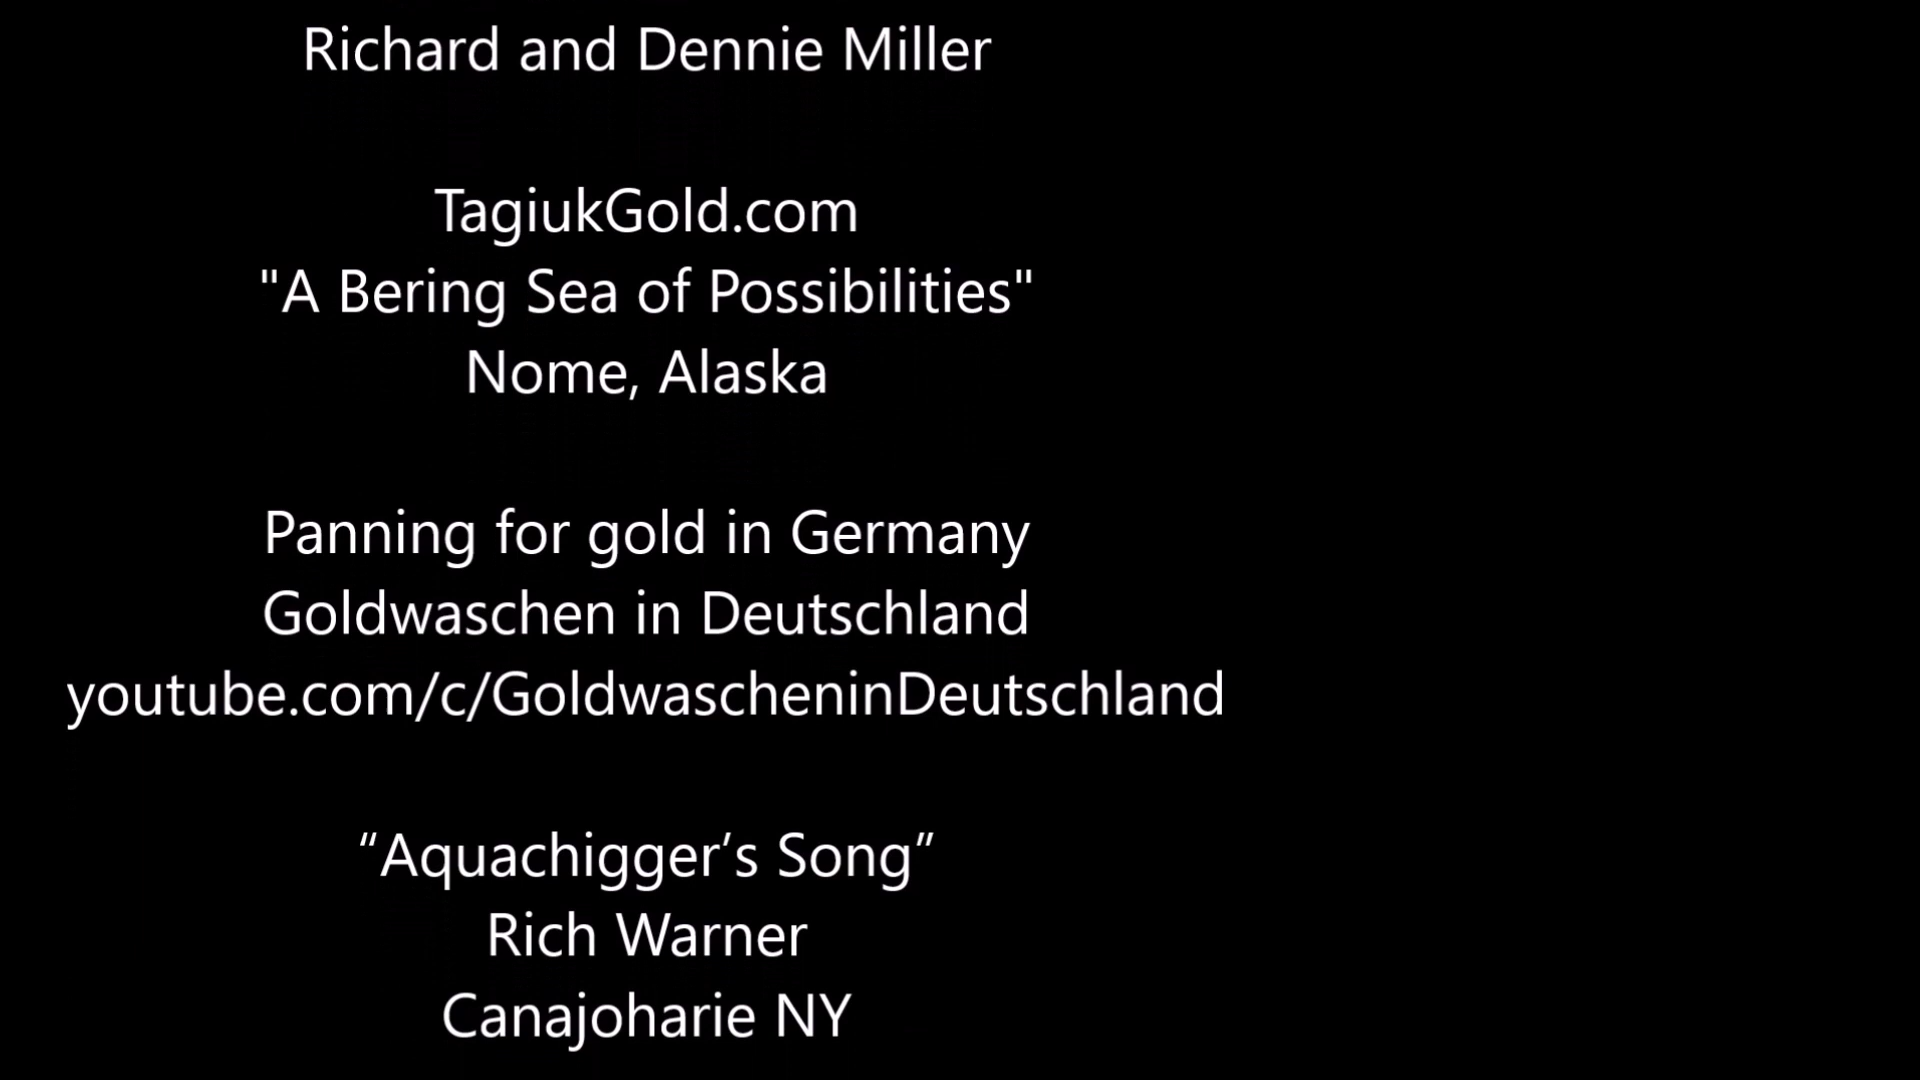 Richard and Dennie Miller
TagiukGold.com
"A Bering Sea of Possibilities"
Nome, Alaska
Panning for gold in Germany
Goldwaschen in Deutschland
youtube.com/c/GoldwascheninDeutschland
“Aquachigger’s Song”
Rich Warner
Canajoharie NY